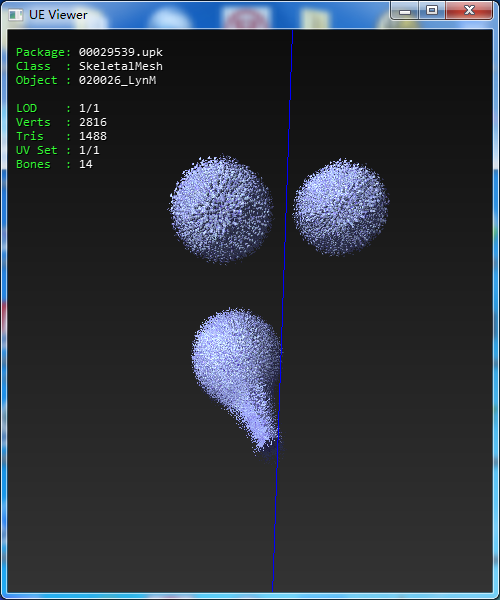 UE Viewer
Package: 00029539.upk
Class : SkeletalMesh
Object : 020026_LynM
LOD : 1/1
Verts : 2816
Tris : 1488
UV Set : 1/1
Bones : 14